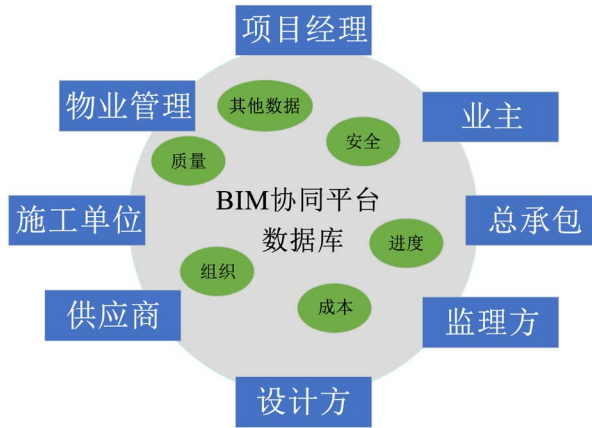 项目经理
物业管理
其他数据
业主
安全
质量
BIM协同平台
数据库
施工单位
总承包
进度
组织
供应商
成本
监理方
设计方